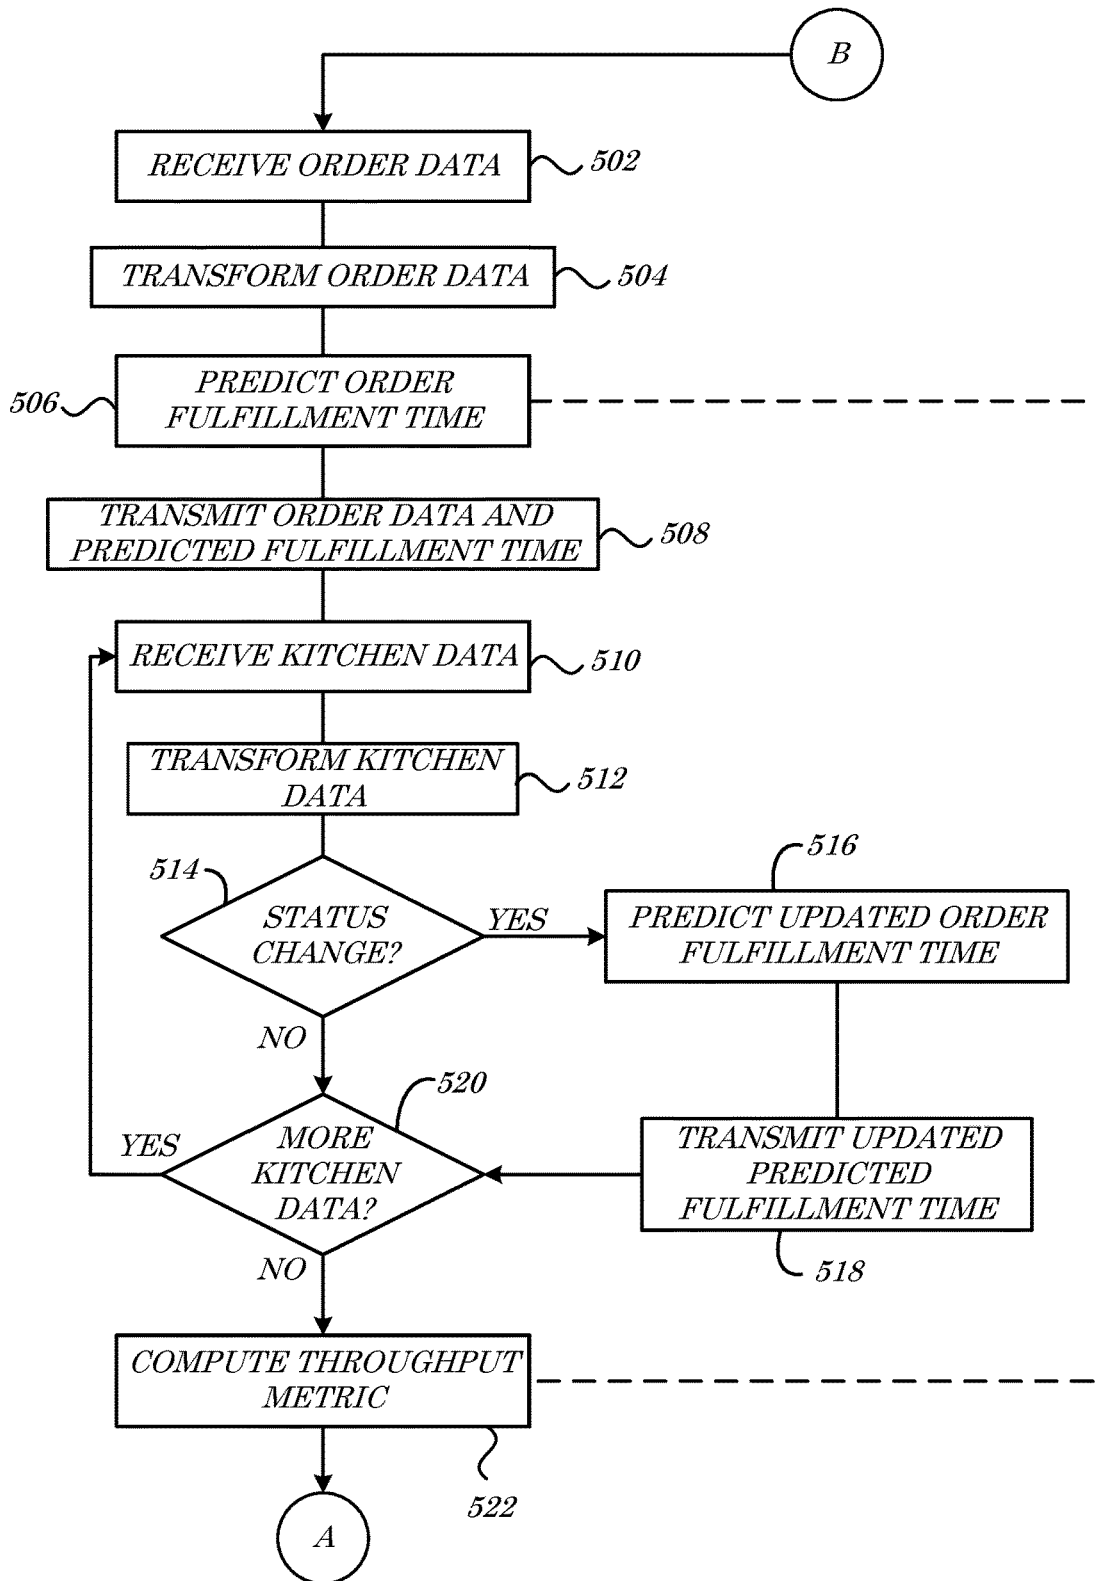 B
RECEIVE ORDER DATA
502
TRANSFORM ORDER DATA
504
PREDICT ORDER
FULFILLMENT TIME
506
TRANSMIT ORDER DATA AND
PREDICTED FULFILLMENT TIME
508
RECEIVE KITCHEN DATA
510
TRANSFORM KITCHEN
DATA
512
514
STATUS
CHANGE?
YES
516
PREDICT UPDATED ORDER
FULFILLMENT TIME
NO
520
YES
MORE
KITCHEN
DATA?
TRANSMIT UPDATED
PREDICTED
FULFILLMENT TIME
518
NO
COMPUTE THROUGHPUT
METRIC
522
A